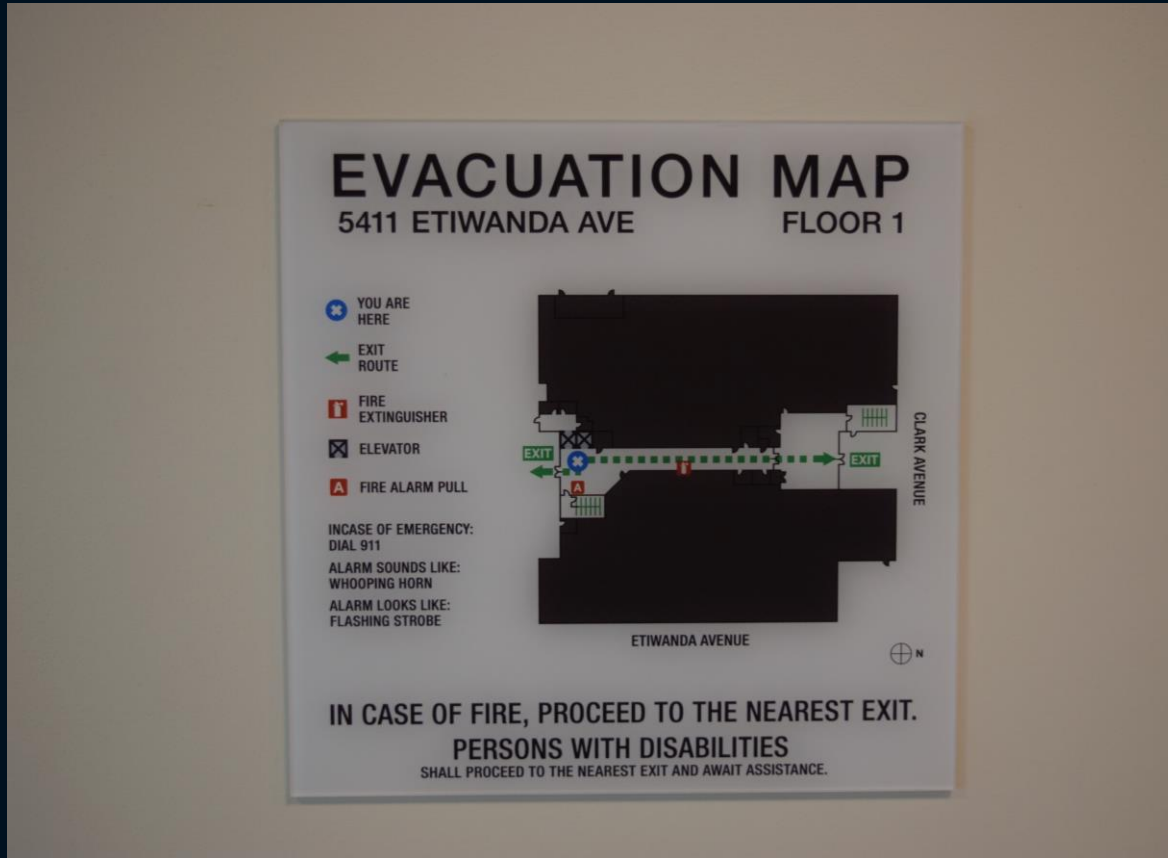 EVACUATION MAP
5411 ETIWANDA AVE FLOOR 1
YOU ARE
HERE
EXIT
ROUTE
FIRE
EXTINGUISHER
ELEVATOR
A FIRE ALARM PULL
INCASE OF EMERGENCY:
DIAL 911
ALARM SOUNDS LIKE:
WHOOPING HORN
ALARM LOOKS LIKE:
FLASHING STROBE
EXIT
A
EXIT
CLARK AVENUE
ETIWANDA AVENUE
N
IN CASE OF FIRE, PROCEED TO THE NEAREST EXIT.
PERSONS WITH DISABILITIES
SHALL PROCEED TO THE NEAREST EXIT AND AWAIT ASSISTANCE.